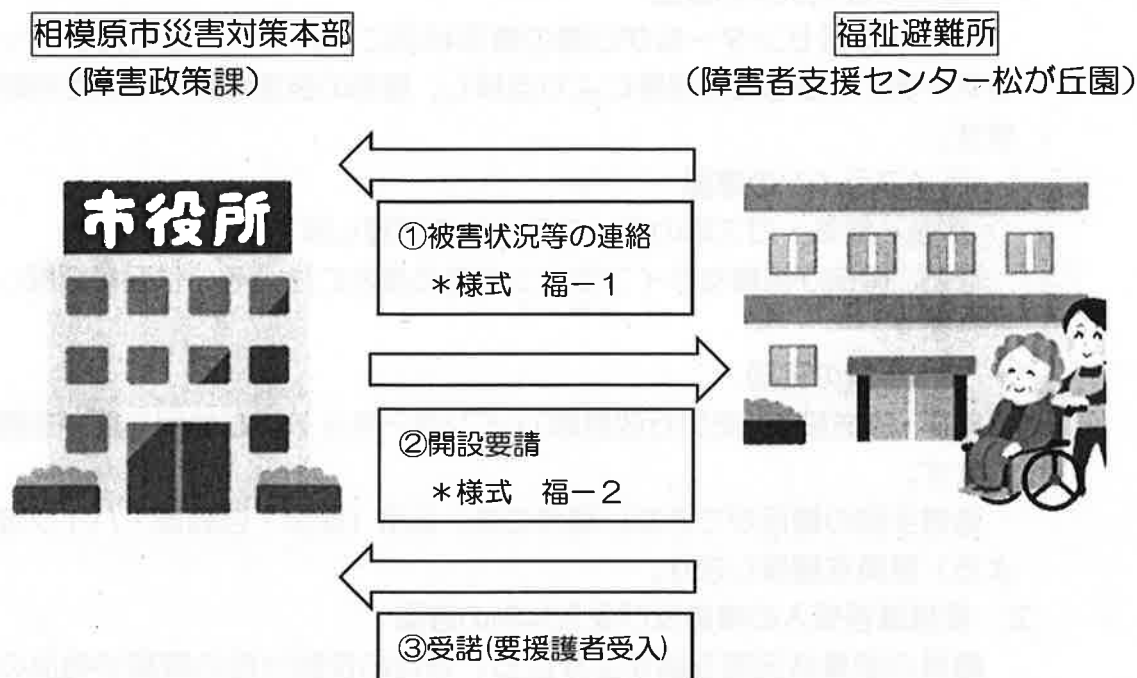 相模原市災害対策本部
(障害政策課)
福祉避難所
(障害者支援センター松が丘園)
市役所
①被害状況等の連絡
*様式 福-1
②開設要請
*様式 福-2
③受諾(要援護者受入)